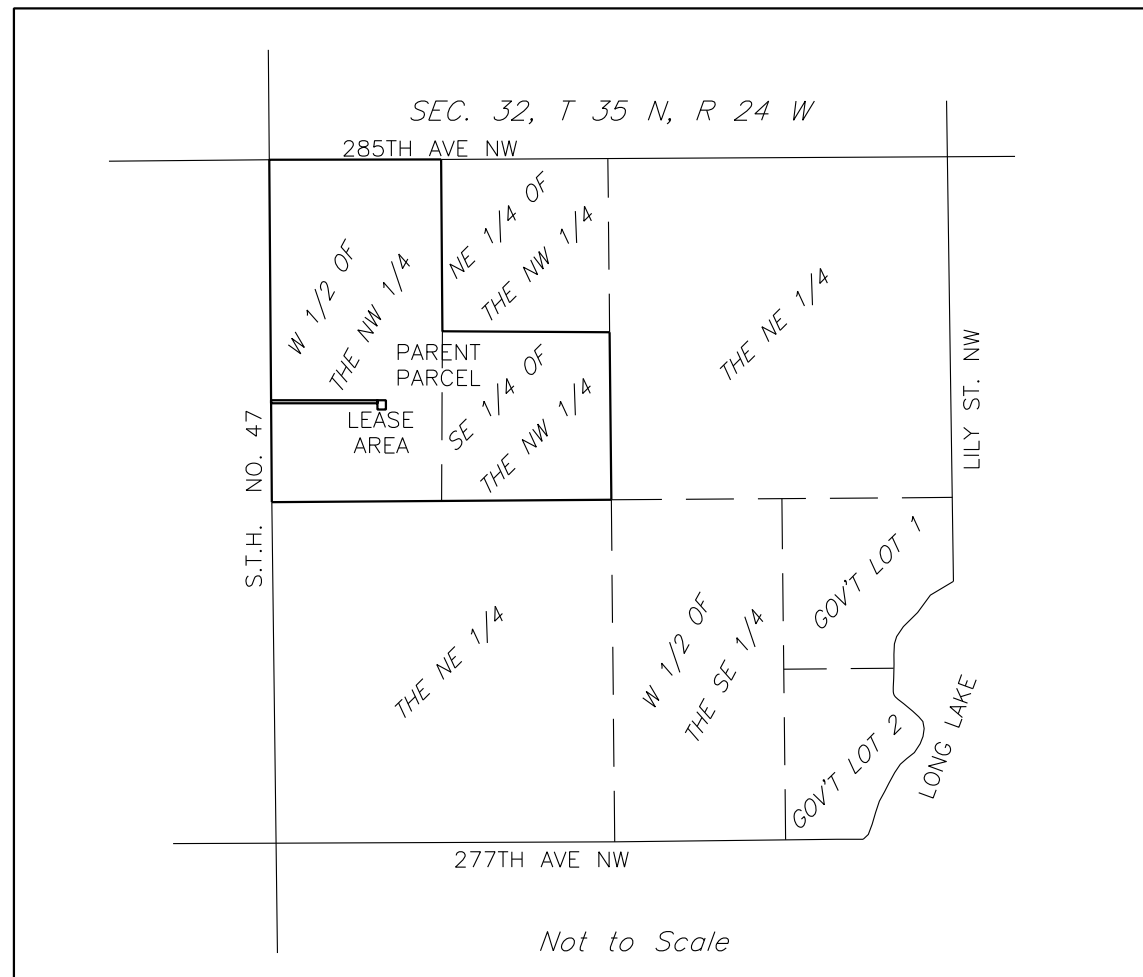 SEC. 32, T 35 N, R 24 W
285TH AVE NW
W 1/2 OF
THE NW 1/4
NE 1/4 OF
THE NW 1/4
THE NE 1/4
PARENT
PARCEL
SE 1/4 OF
THE NW 1/4
LEASE
AREA
S.T.H. NO. 47
LILY ST. NW
THE NE 1/4
W 1/2 OF
THE SE 1/4
GOV'T LOT 1
GOV'T LOT 2
LONG LAKE
277TH AVE NW
Not to Scale